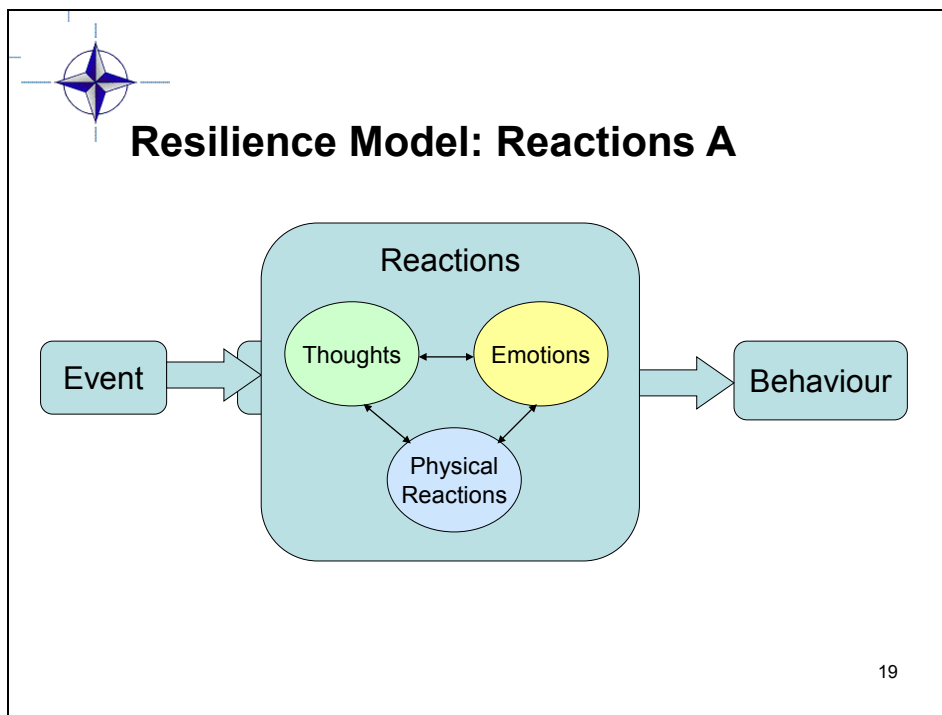 Resilience Model: Reactions A
Reactions
Thoughts
Emotions
Event
Behaviour
Physical
Reactions
19